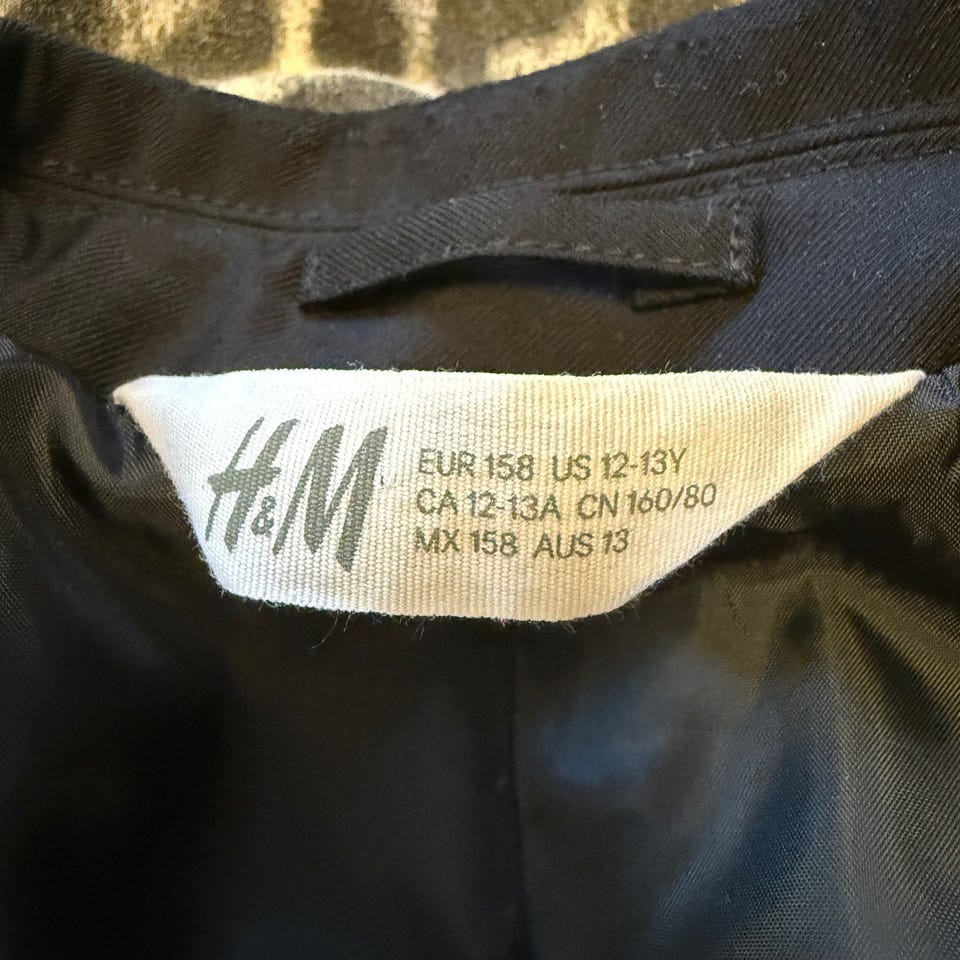 H&M
EUR 158 US 12-13Y
CA 12-13A CN 160/80
MX 158 AUS 13